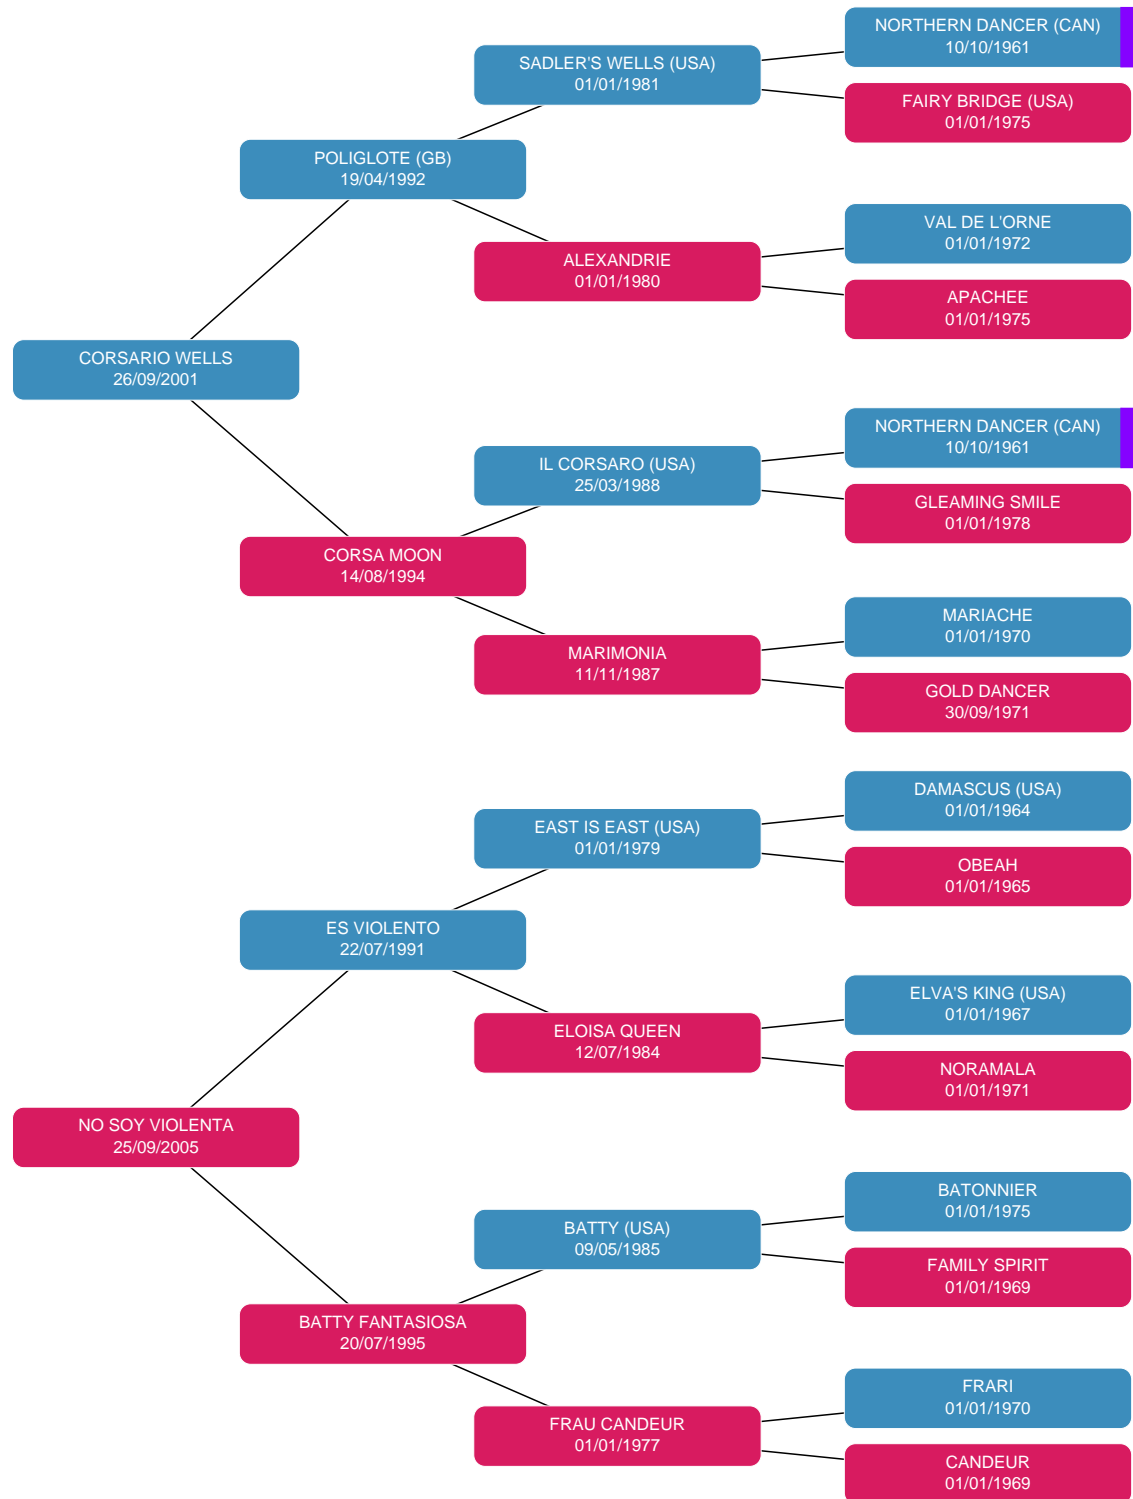 NORTHERN DANCER (CAN)
10/10/1961
SADLER'S WELLS (USA)
01/01/1981
FAIRY BRIDGE (USA)
01/01/1975
POLIGLOTE (GB)
19/04/1992
VAL DE L'ORNE
01/01/1972
ALEXANDRIE
01/01/1980
APACHEE
01/01/1975
CORSARIO WELLS
26/09/2001
NORTHERN DANCER (CAN)
10/10/1961
IL CORSARO (USA)
25/03/1988
GLEAMING SMILE
01/01/1978
CORSA MOON
14/08/1994
MARIACHE
01/01/1970
MARIMONIA
11/11/1987
GOLD DANCER
30/09/1971
DAMASCUS (USA)
01/01/1964
EAST IS EAST (USA)
01/01/1979
OBEAH
01/01/1965
ES VIOLENTO
22/07/1991
ELVA'S KING (USA)
01/01/1967
ELOISA QUEEN
12/07/1984
NORAMALA
01/01/1971
NO SOY VIOLENTA
25/09/2005
BATONNIER
01/01/1975
BATTY (USA)
09/05/1985
FAMILY SPIRIT
01/01/1969
BATTY FANTASIOSA
20/07/1995
FRARI
01/01/1970
FRAU CANDEUR
01/01/1977
CANDEUR
01/01/1969